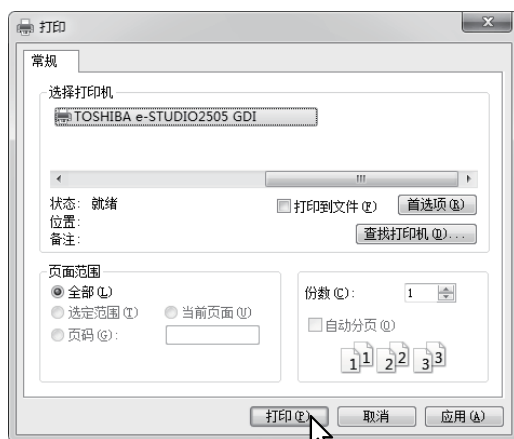 打印
常规
选择打印机
TOSHIBA e-STUDIO2505 GDI
状态: 就绪
位置:
备注:
打印到文件(F)
首选项(R)
查找打印机(D)...
页面范围
全部(L)
选定范围(T)
当前页面(U)
页码(G):
份数(C): 1
自动分页(O)
1 1 2 2 3 3
打印(P)
取消
应用(A)